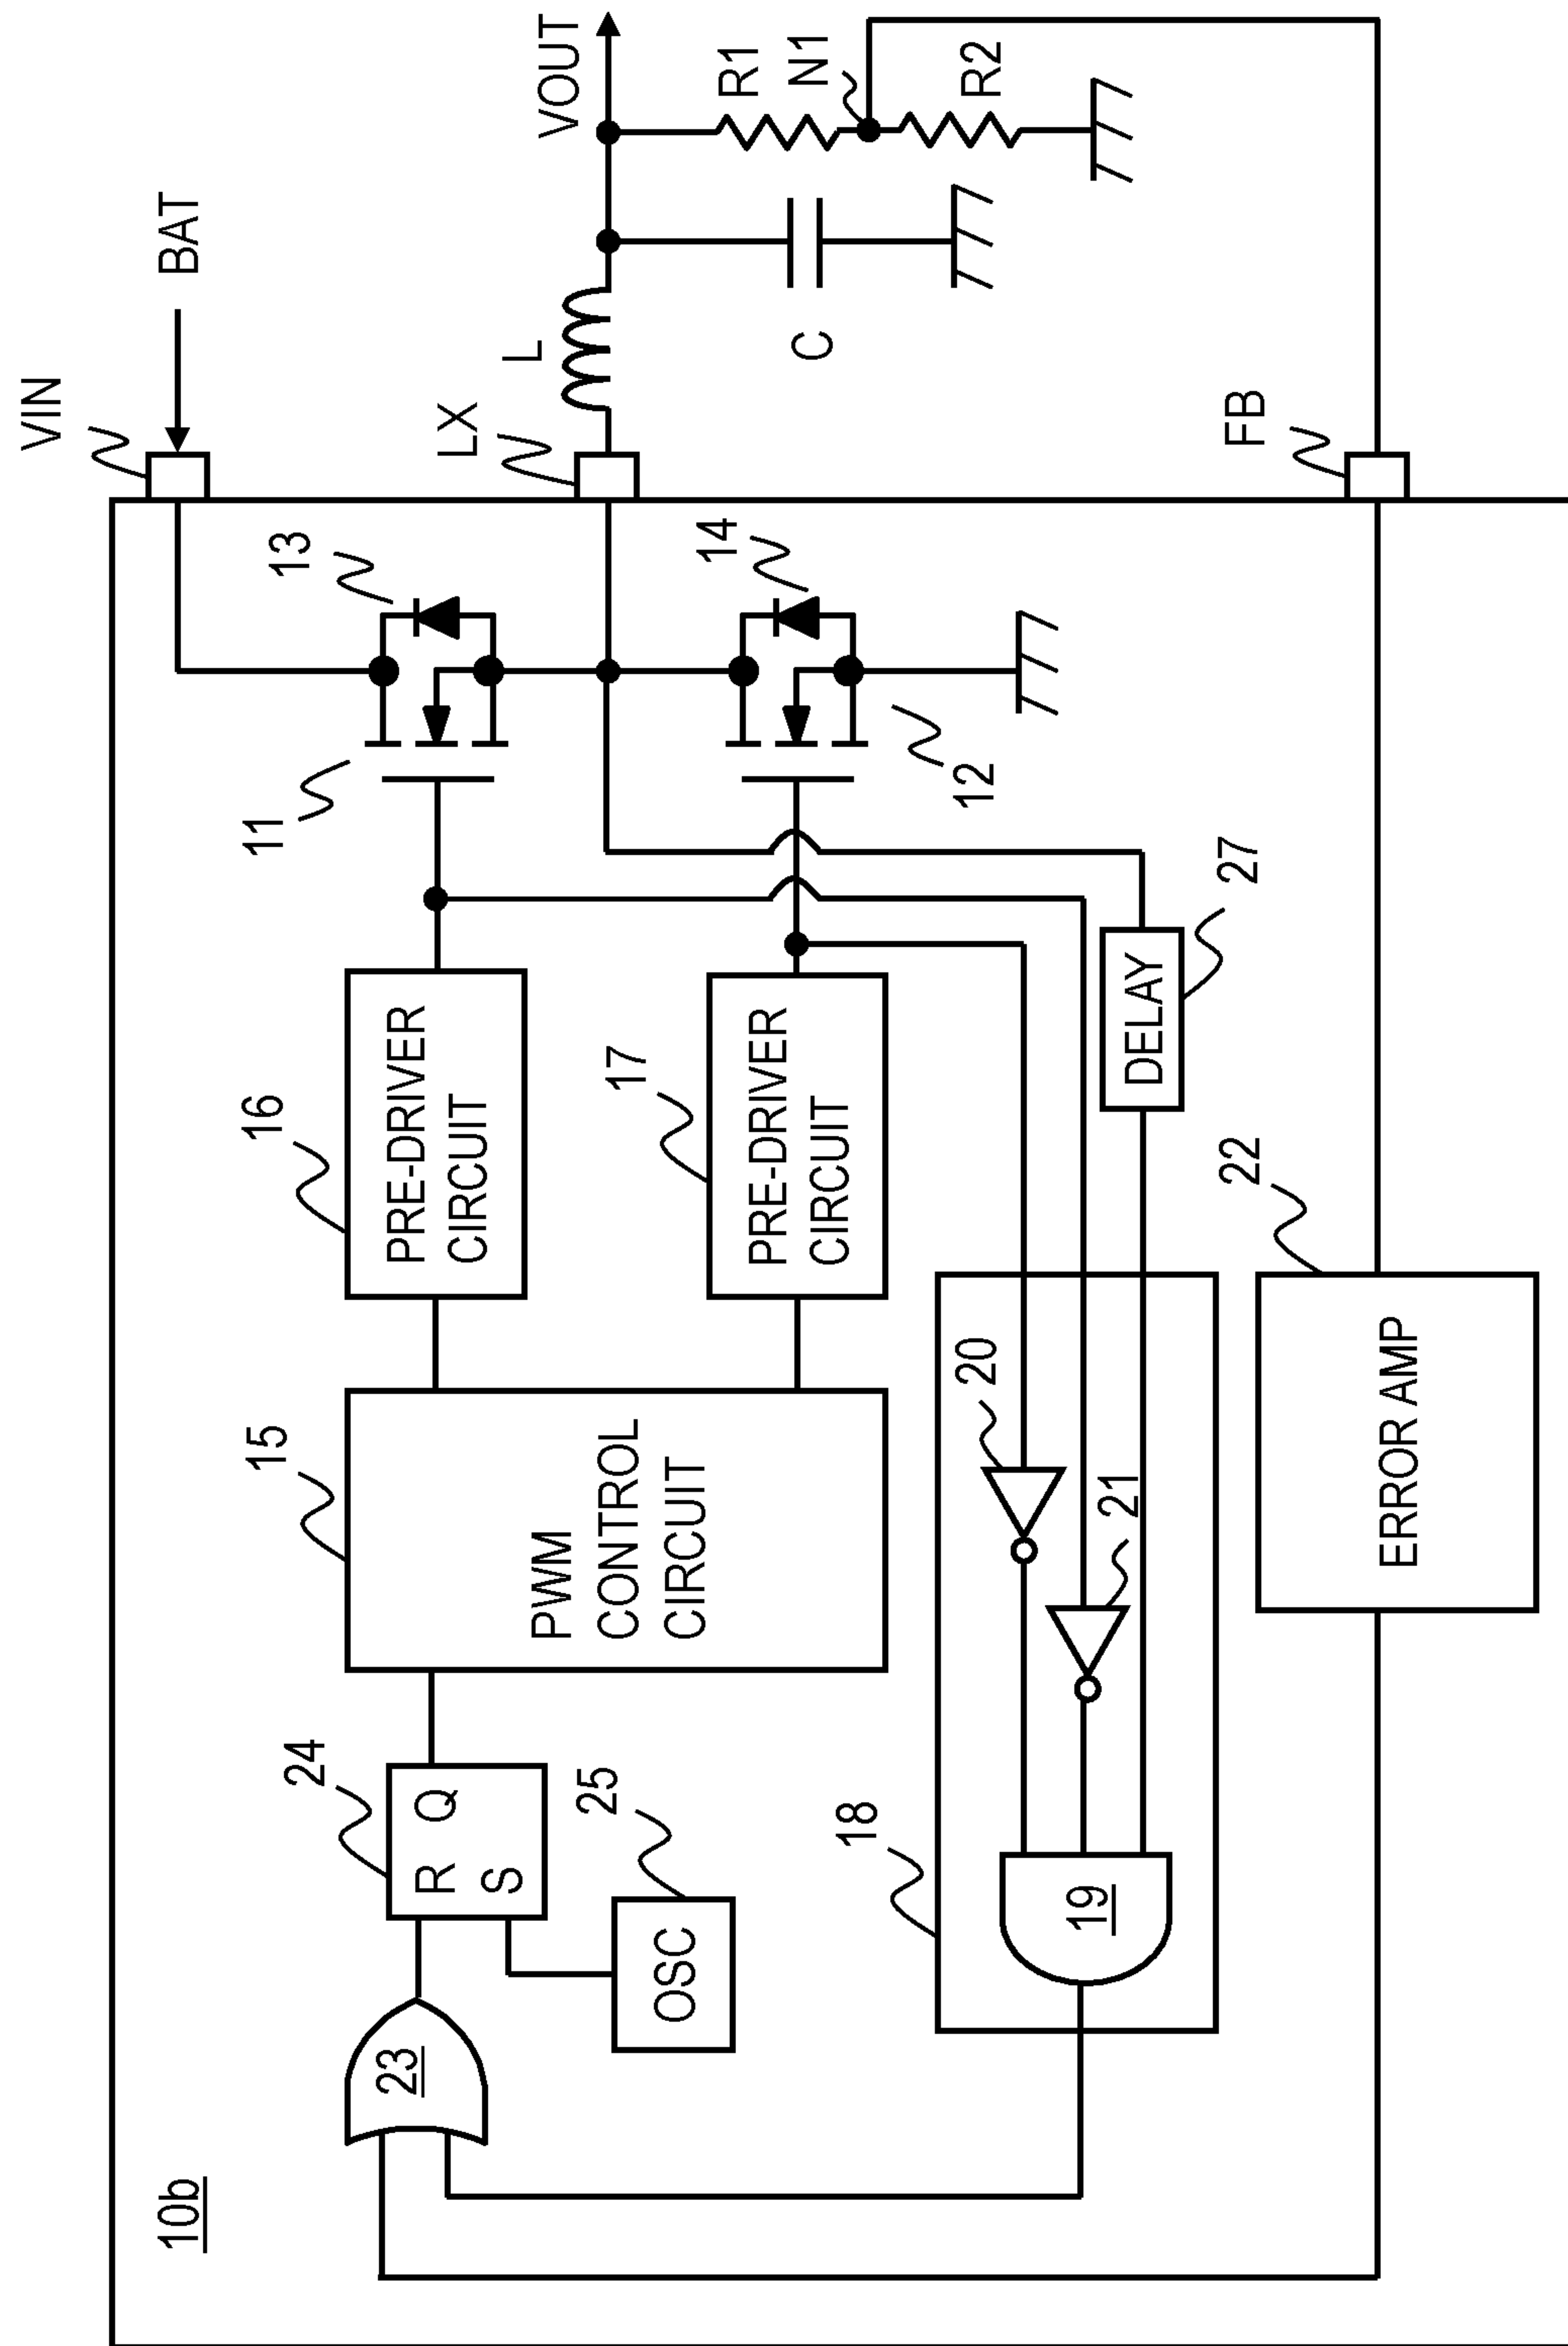 10b
VIN
BAT
13
11
16
PRE-DRIVER
CIRCUIT
15
PWM
CONTROL
CIRCUIT
24
R
Q
S
23
25
OSC
LX
L
VOUT
R1
N1
R2
C
14
12
17
PRE-DRIVER
CIRCUIT
27
DELAY
18
19
20
21
22
ERROR AMP
FB